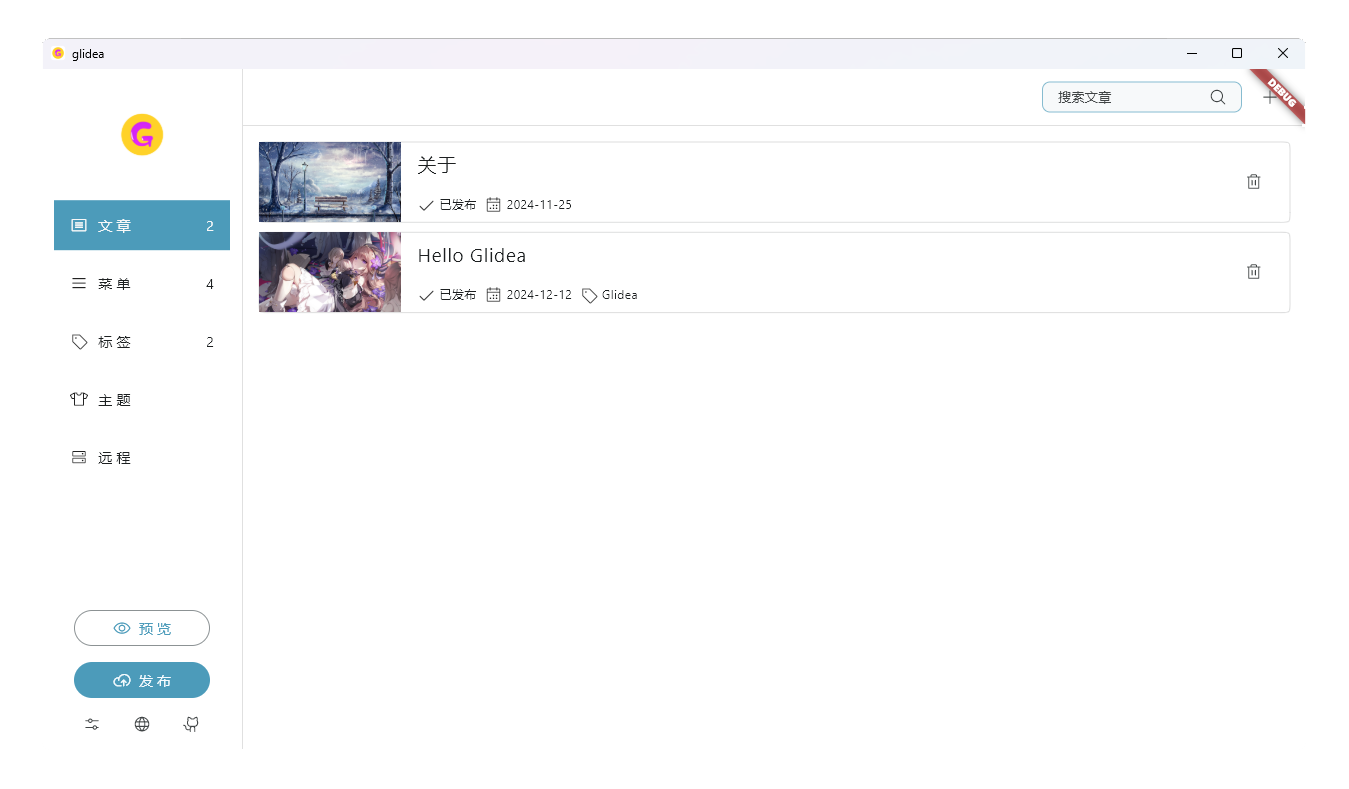 glidea
搜索文章
DEBUG
G
文章 2
菜单 4
标签 2
主题
远程
关于
已发布 2024-11-25
Hello Glidea
已发布 2024-12-12 Glidea
预览
发布